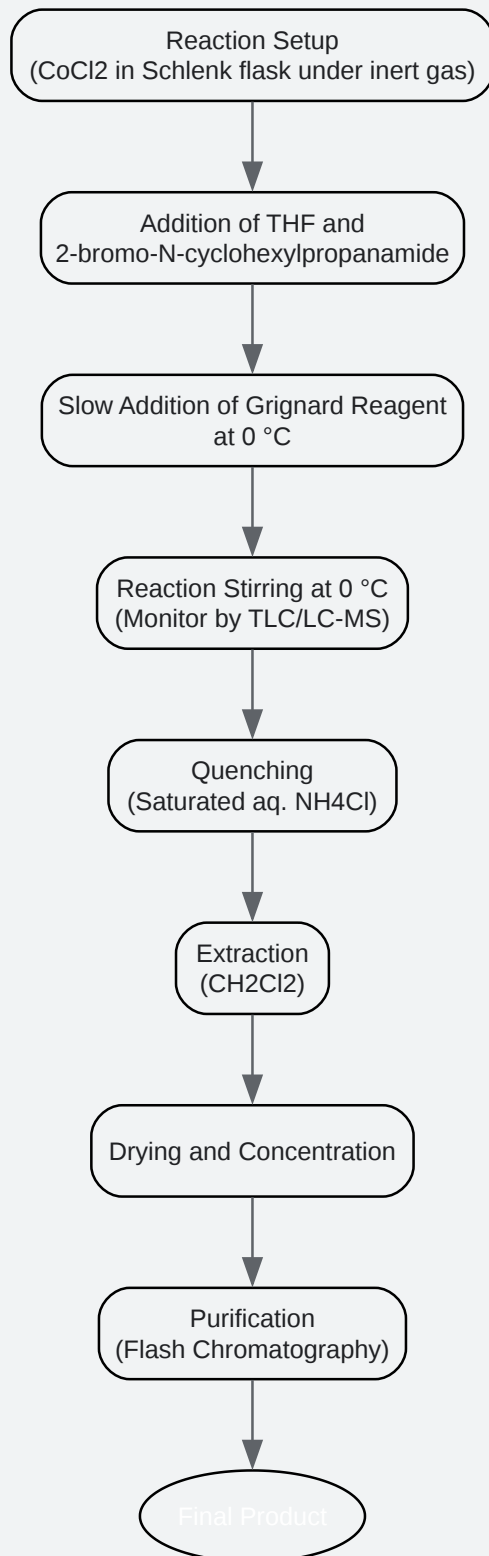 Reaction Setup
(CoCl2 in Schlenk flask under inert gas)
Addition of THF and
2-bromo-N-cyclohexylpropanamide
Slow Addition of Grignard Reagent
at 0 °C
Reaction Stirring at 0 °C
(Monitor by TLC/LC-MS)
Quenching
(Saturated aq. NH4Cl)
Extraction
(CH2Cl2)
Drying and Concentration
Purification
(Flash Chromatography)
Final Product